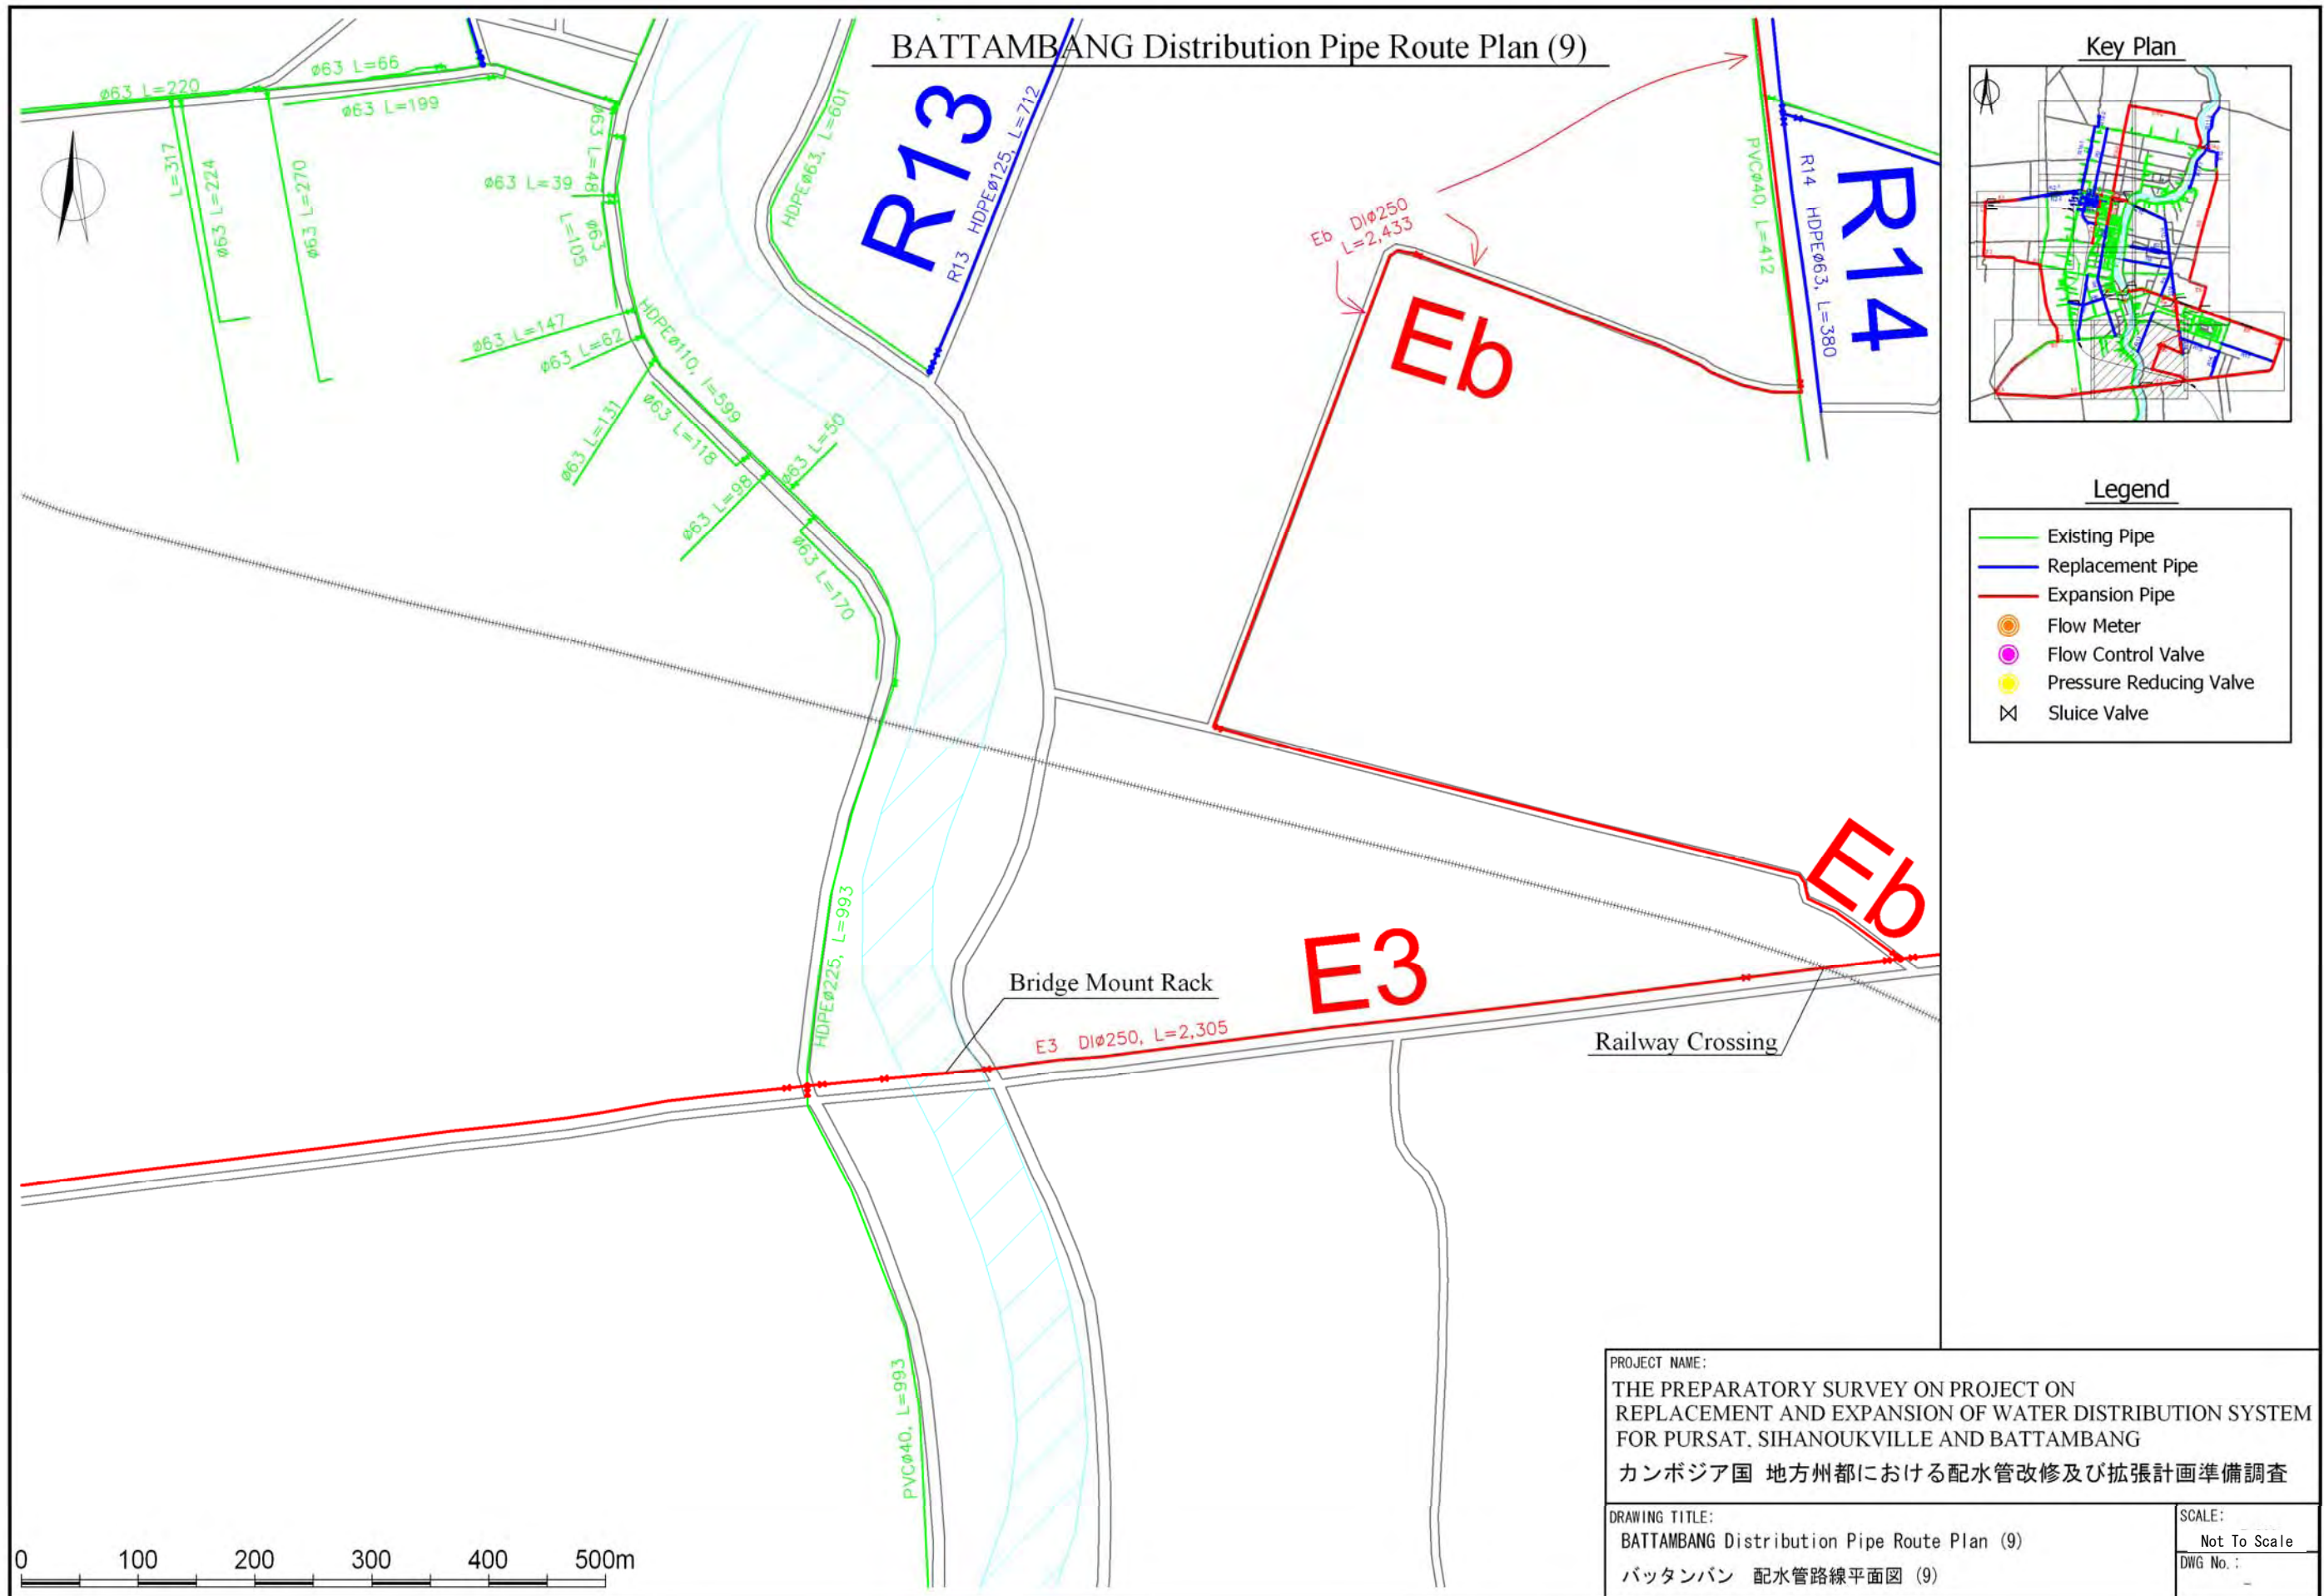 BATTAMBANG Distribution Pipe Route Plan (9)
ø63 L=220
ø63 L=66
ø63 L=199
L=317
ø63 L=224
ø63 L=270
ø63 L=48
ø63 L=39
ø63
L=105
HDPEø63, L=601
R13
R13 HDPEø125, L=712
Eb DIø250
L=2,433
PVCø40, L=412
R14 HDPEø63, L=380
R14
Eb
ø63 L=147
ø63 L=62
HDPEø110, l=599
ø63 L=131
ø63 L=118
ø63 L=50
ø63 L=98
ø63 L=170
Eb
E3
HDPEø225, L=993
Bridge Mount Rack
E3 DIø250, L=2,305
Railway Crossing
PVCø40, L=993
0 100 200 300 400 500m
Key Plan
Legend
Existing Pipe
Replacement Pipe
Expansion Pipe
Flow Meter
Flow Control Valve
Pressure Reducing Valve
Sluice Valve
PROJECT NAME:
THE PREPARATORY SURVEY ON PROJECT ON
REPLACEMENT AND EXPANSION OF WATER DISTRIBUTION SYSTEM
FOR PURSAT, SIHANOUKVILLE AND BATTAMBANG
カンボジア国 地方州都における配水管改修及び拡張計画準備調査
DRAWING TITLE:
BATTAMBANG Distribution Pipe Route Plan (9)
バッタンバン 配水管路線平面図 (9)
SCALE:
Not To Scale
DWG No.:
–